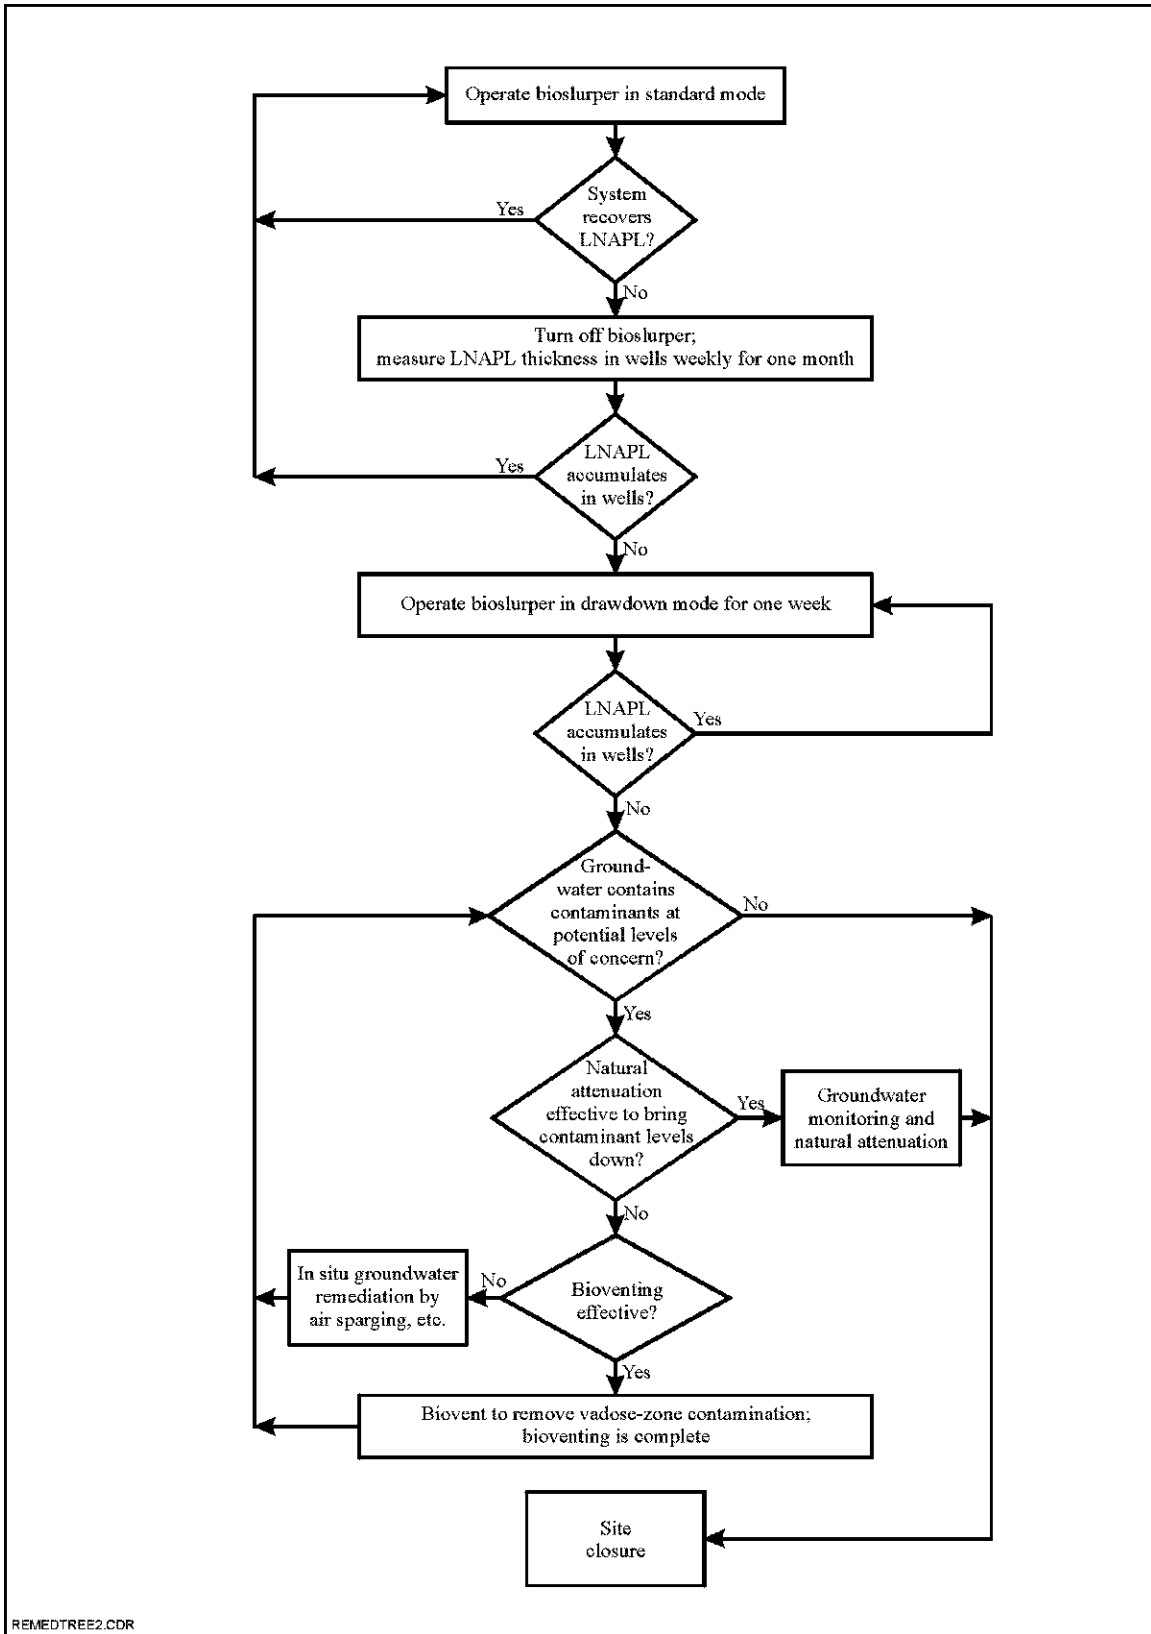 Operate bioslurper in standard mode
System
recovers
LNAPL?
Yes
No
Turn off bioslurper;
measure LNAPL thickness in wells weekly for one month
LNAPL
accumulates
in wells?
Yes
No
Operate bioslurper in drawdown mode for one week
LNAPL
accumulates
in wells?
Yes
No
Ground-
water contains
contaminants at
potential levels
of concern?
No
Yes
Natural
attenuation
effective to bring
contaminant levels
down?
Yes
Groundwater
monitoring and
natural attenuation
No
Bioventing
effective?
No
In situ groundwater
remediation by
air sparging, etc.
Yes
Biovent to remove vadose-zone contamination;
bioventing is complete
Site
closure
REMEDTREE2.CDR